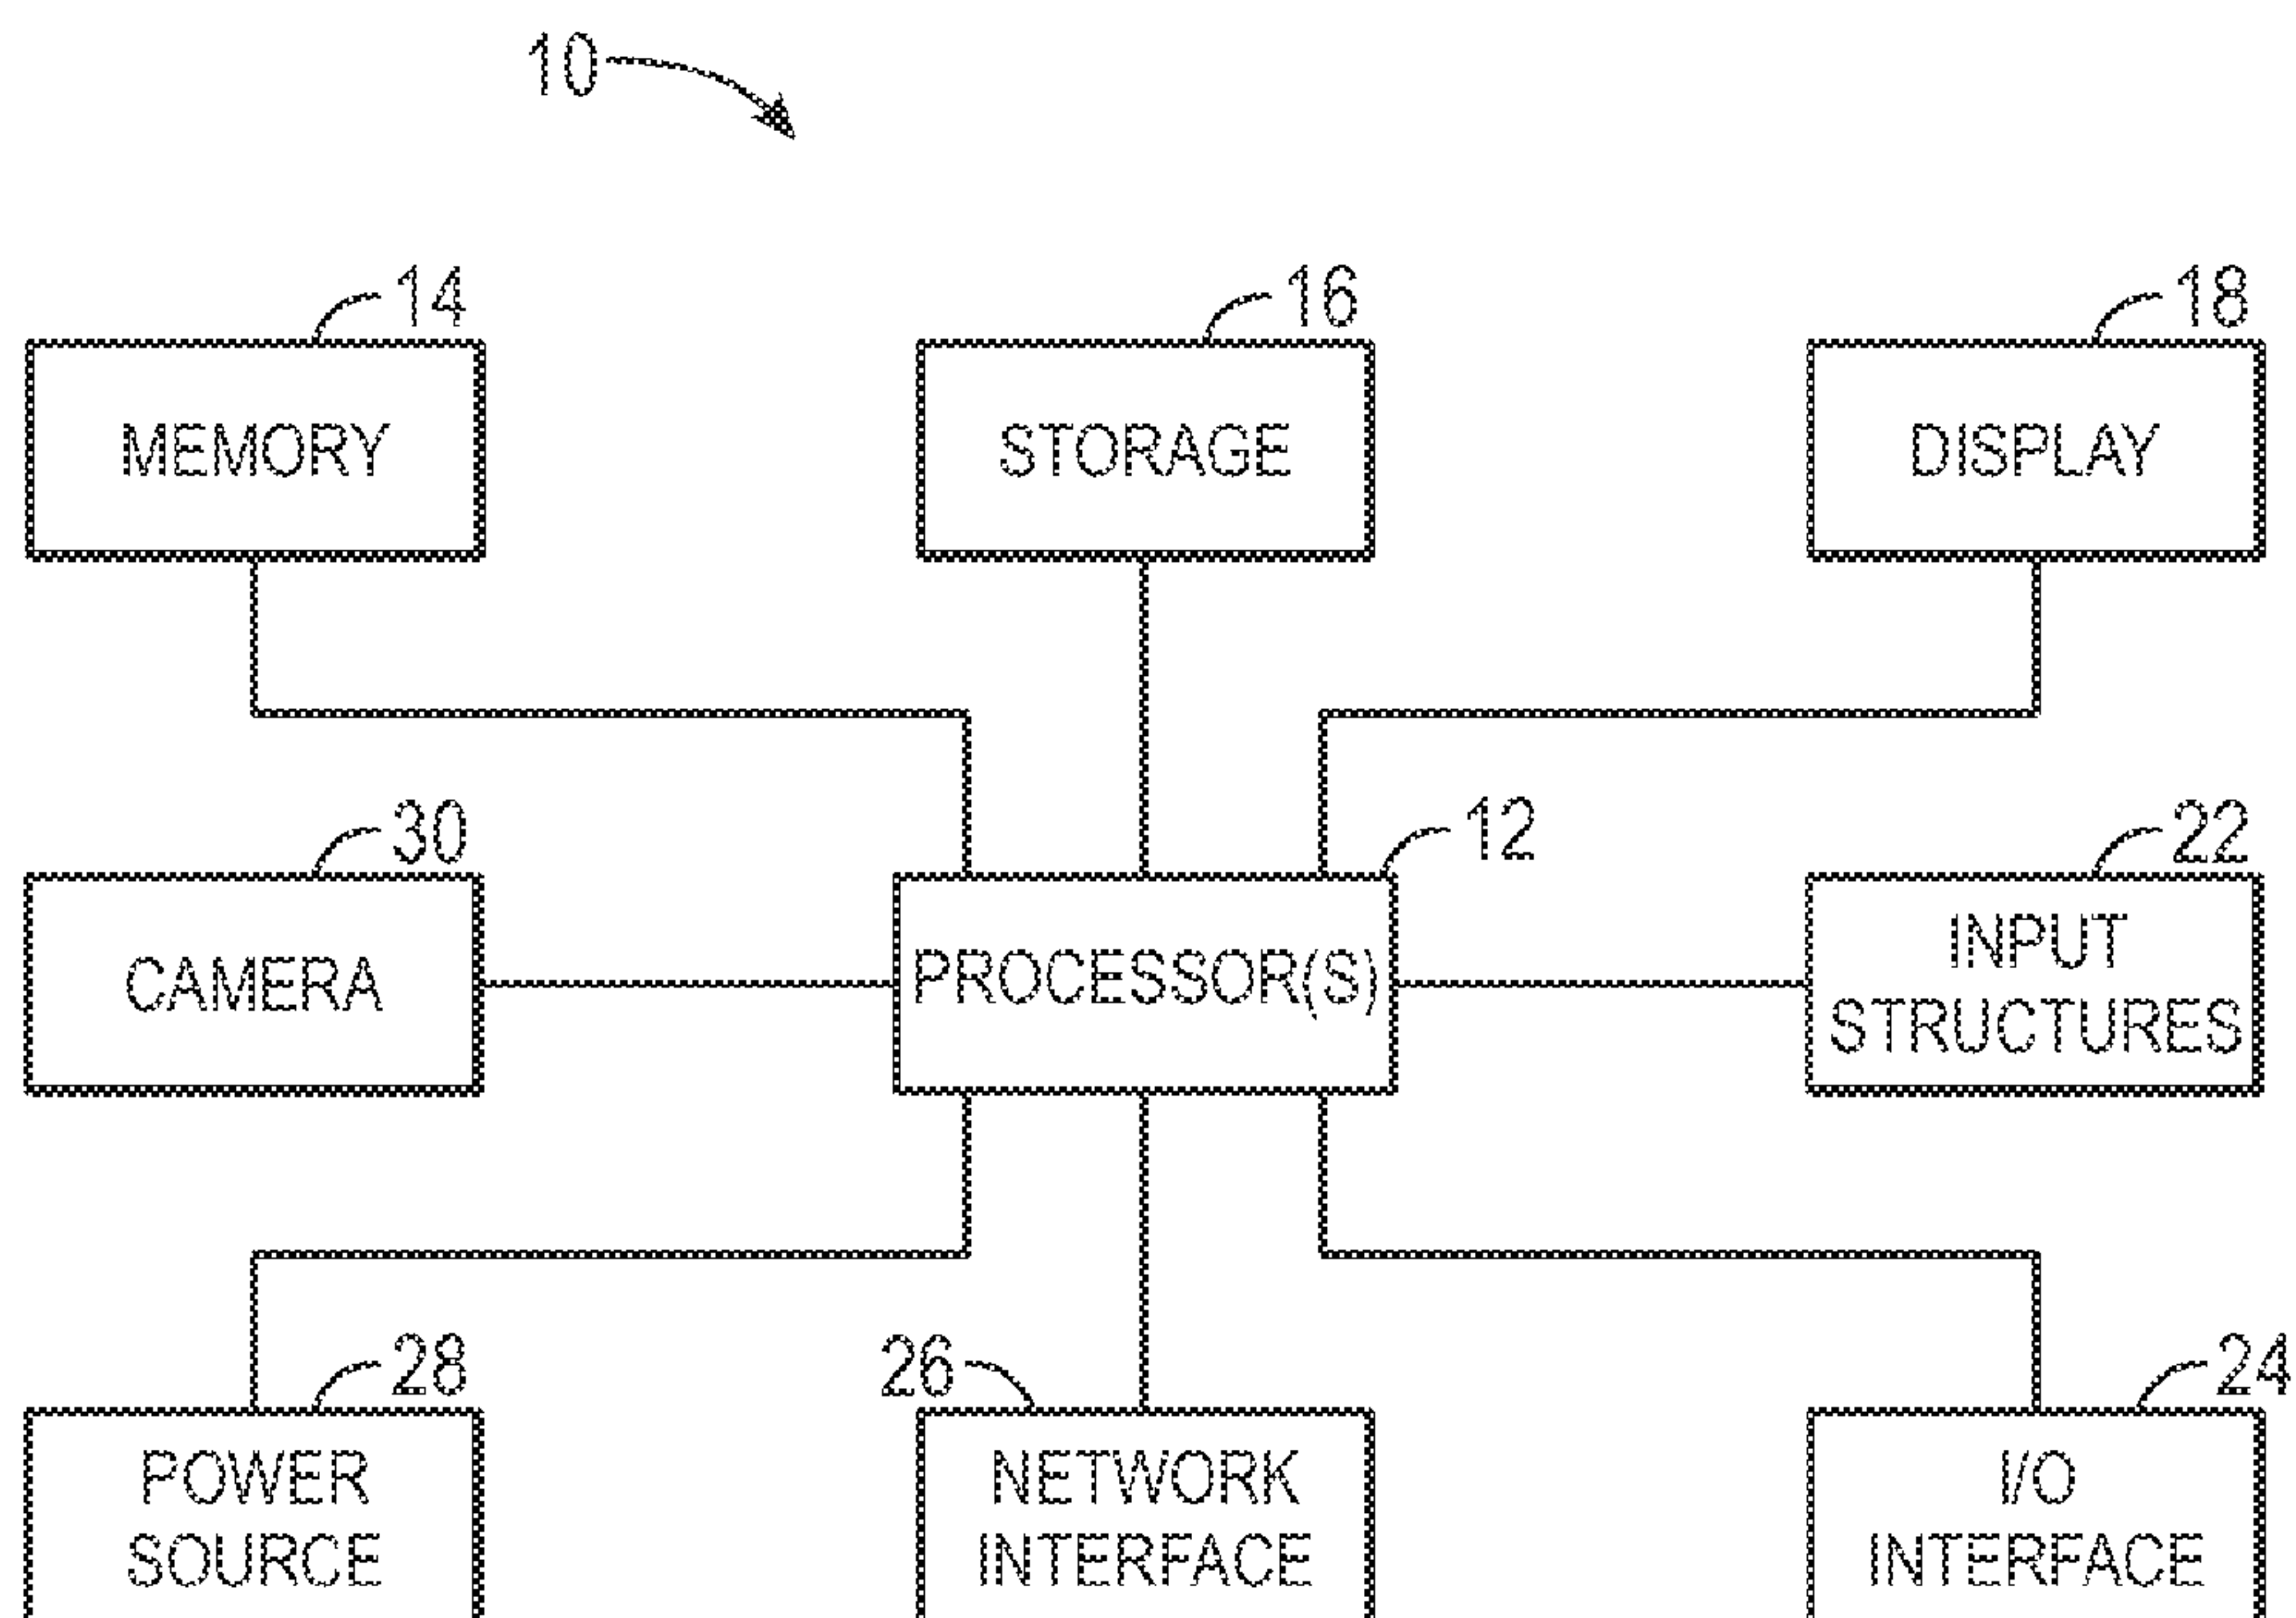 10
14
16
18
MEMORY
STORAGE
DISPLAY
30
12
22
CAMERA
PROCESSOR(S)
INPUT
STRUCTURES
28
26
24
POWER
SOURCE
NETWORK
INTERFACE
I/O
INTERFACE